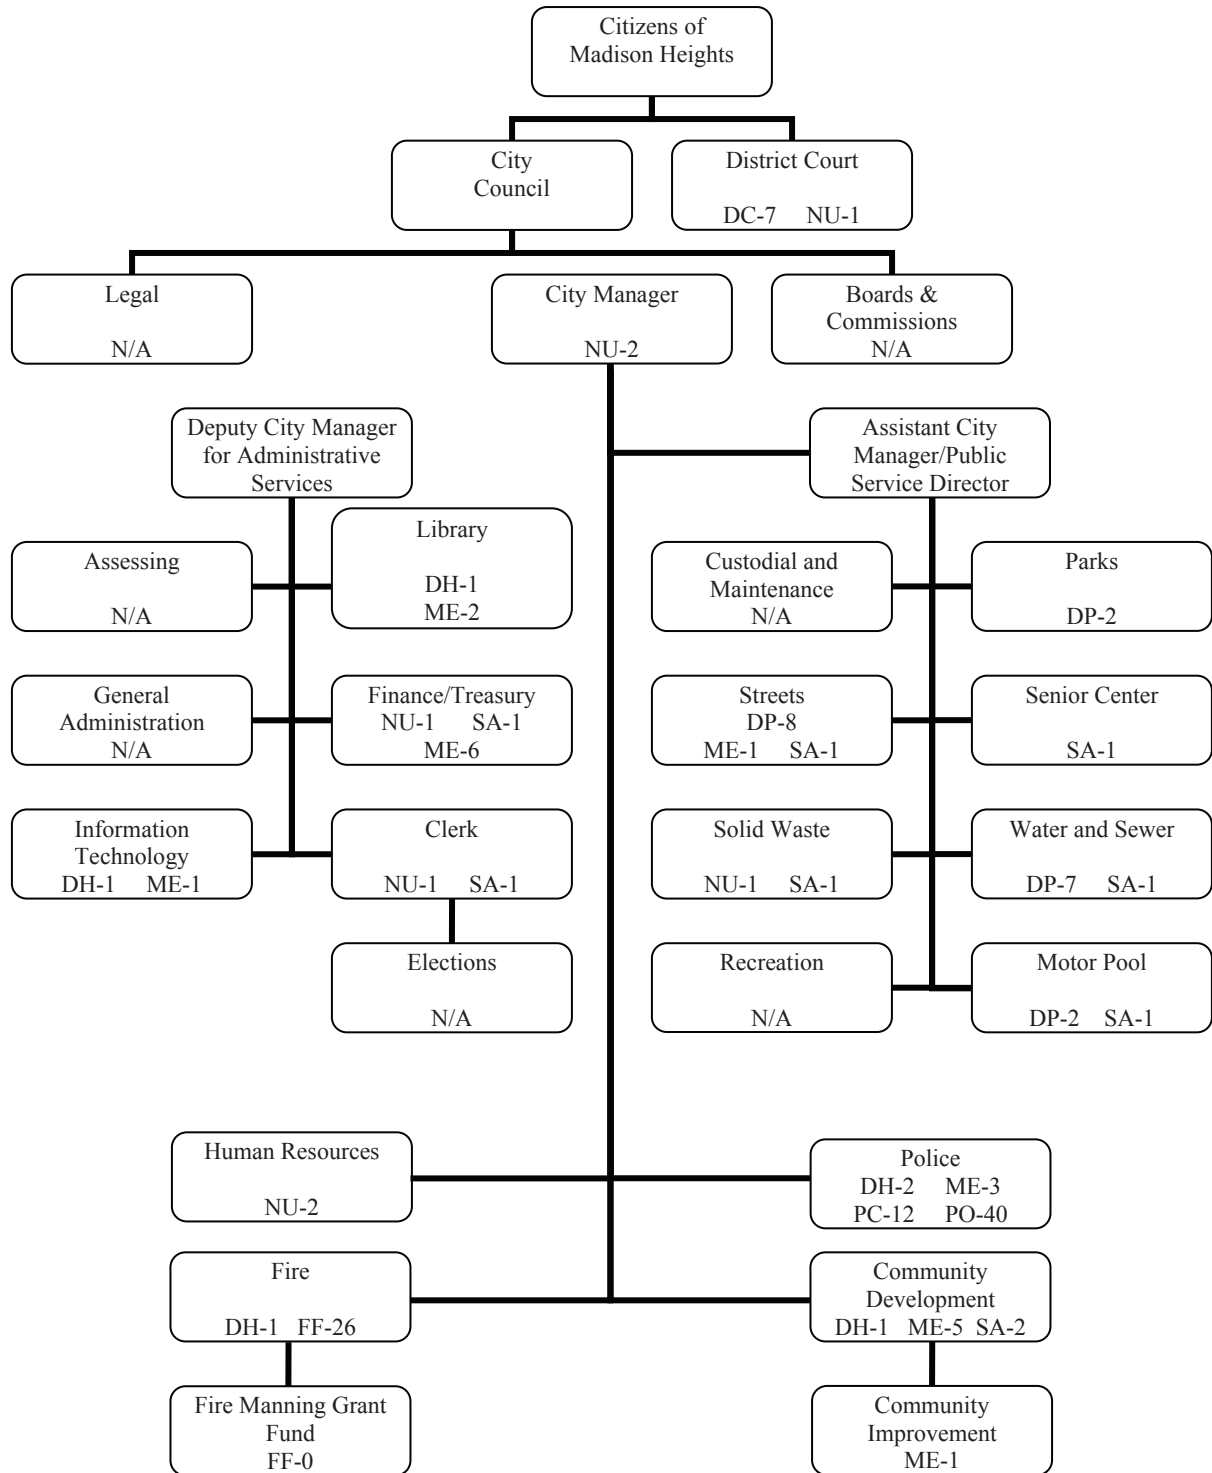 Citizens of
Madison Heights
City
Council
District Court
DC-7 NU-1
Legal
N/A
City Manager
NU-2
Boards &
Commissions
N/A
Deputy City Manager
for Administrative
Services
Assistant City
Manager/Public
Service Director
Assessing
N/A
Library
DH-1
ME-2
Custodial and
Maintenance
N/A
Parks
DP-2
General
Administration
N/A
Finance/Treasury
NU-1 SA-1
ME-6
Streets
DP-8
ME-1 SA-1
Senior Center
SA-1
Information
Technology
DH-1 ME-1
Clerk
NU-1 SA-1
Solid Waste
NU-1 SA-1
Water and Sewer
DP-7 SA-1
Elections
N/A
Recreation
N/A
Motor Pool
DP-2 SA-1
Human Resources
NU-2
Police
DH-2 ME-3
PC-12 PO-40
Fire
DH-1 FF-26
Community
Development
DH-1 ME-5 SA-2
Fire Manning Grant
Fund
FF-0
Community
Improvement
ME-1